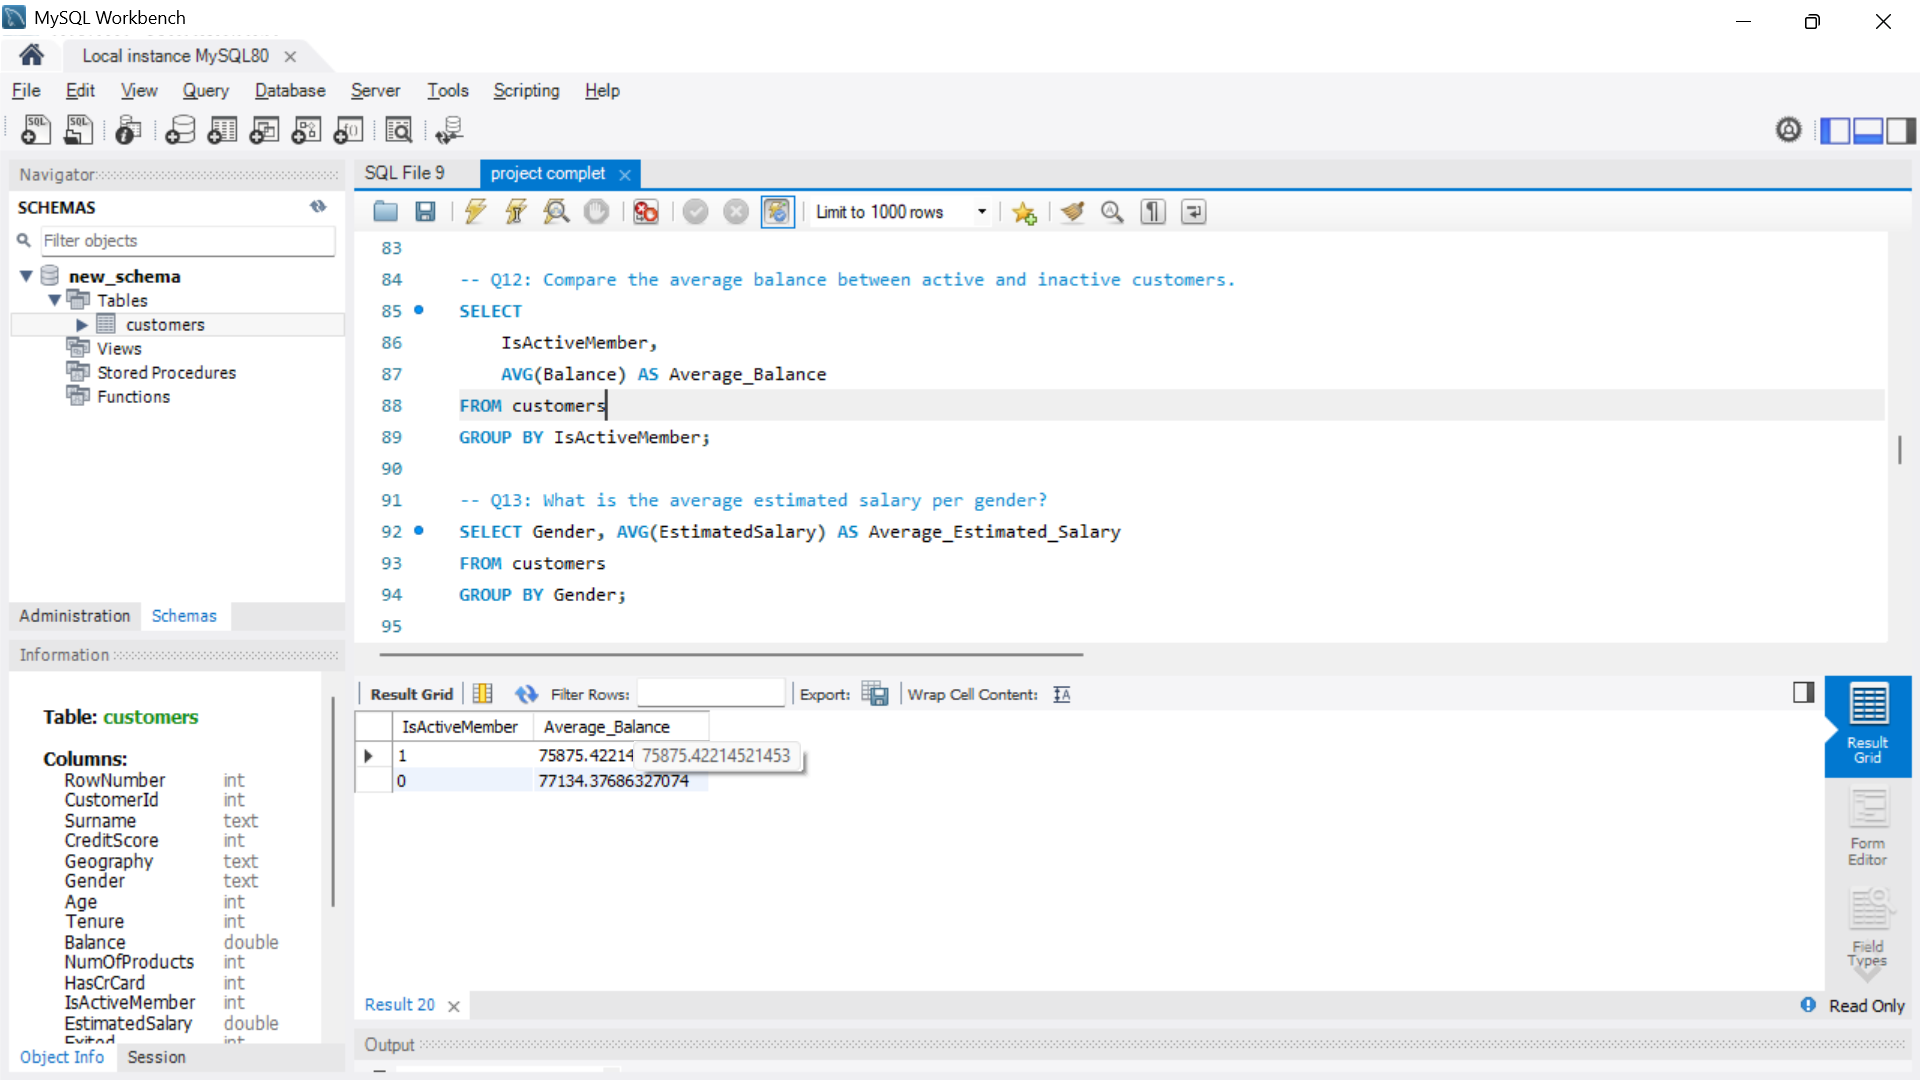 MySQL Workbench
Local instance MySQL80
File Edit View Query Database Server Tools Scripting Help
SQL SQL
Navigator
SQL File 9 project complet
SCHEMAS
Limit to 1000 rows
Filter objects
new_schema
Tables
customers
Views
Stored Procedures
Functions
83
84 -- Q12: Compare the average balance between active and inactive customers.
85 SELECT
86 IsActiveMember,
87 AVG(Balance) AS Average_Balance
88 FROM customers
89 GROUP BY IsActiveMember;
90
91 -- Q13: What is the average estimated salary per gender?
92 SELECT Gender, AVG(EstimatedSalary) AS Average_Estimated_Salary
93 FROM customers
94 GROUP BY Gender;
95
Administration Schemas
Information
Table: customers
Columns:
RowNumber int
CustomerId int
Surname text
CreditScore int
Geography text
Gender text
Age int
Tenure int
Balance double
NumOfProducts int
HasCrCard int
IsActiveMember int
EstimatedSalary double
Exited int
Object Info Session
Result Grid Filter Rows: Export: Wrap Cell Content:
IsActiveMember Average_Balance
1 75875.42214 75875.42214521453
0 77134.37686327074
Result Grid
Form Editor
Field Types
Result 20
Read Only
Output